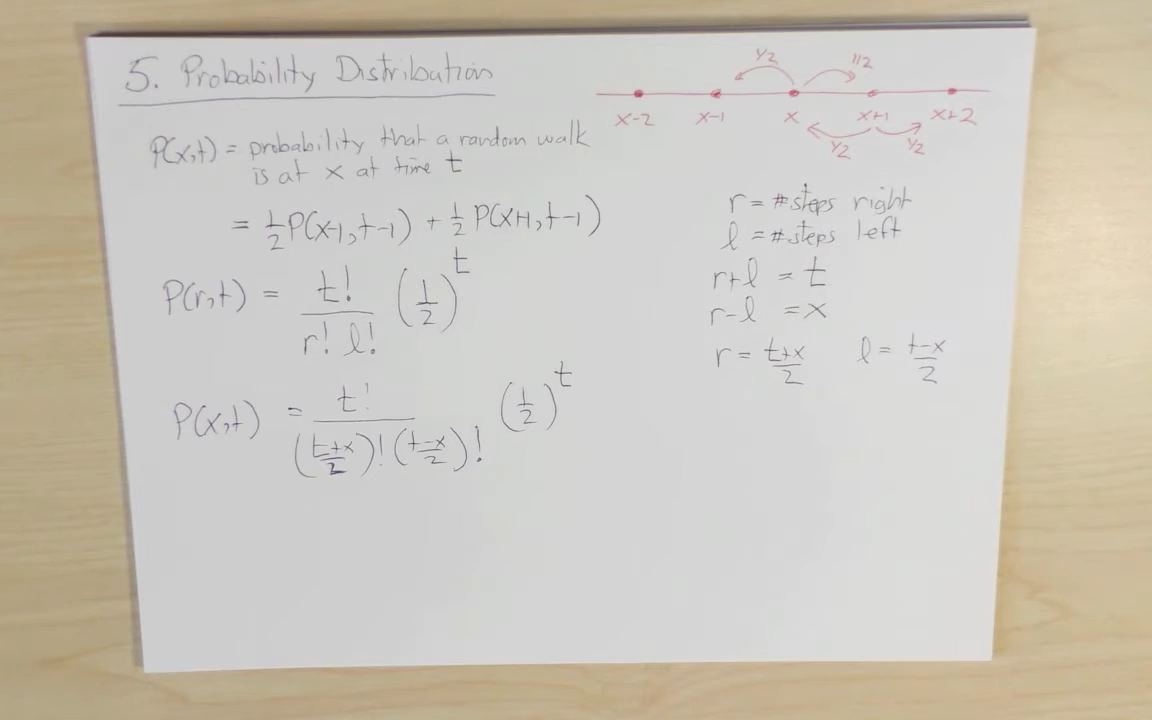 5. Probability Distribution
P(x,t) = probability that a random walk
is at x at time t
= 1/2 P(x-1, t-1) + 1/2 P(x+1, t-1)
P(r,t) = t!/(r! l!) (1/2)^t
P(x,t) = t!/((t+x)/2)!((t-x)/2)! (1/2)^t
1/2 1/2
x-2 x-1 x x+1 x+2
1/2 1/2
r = #steps right
l = #steps left
r+l = t
r-l = x
r = (t+x)/2 l = (t-x)/2